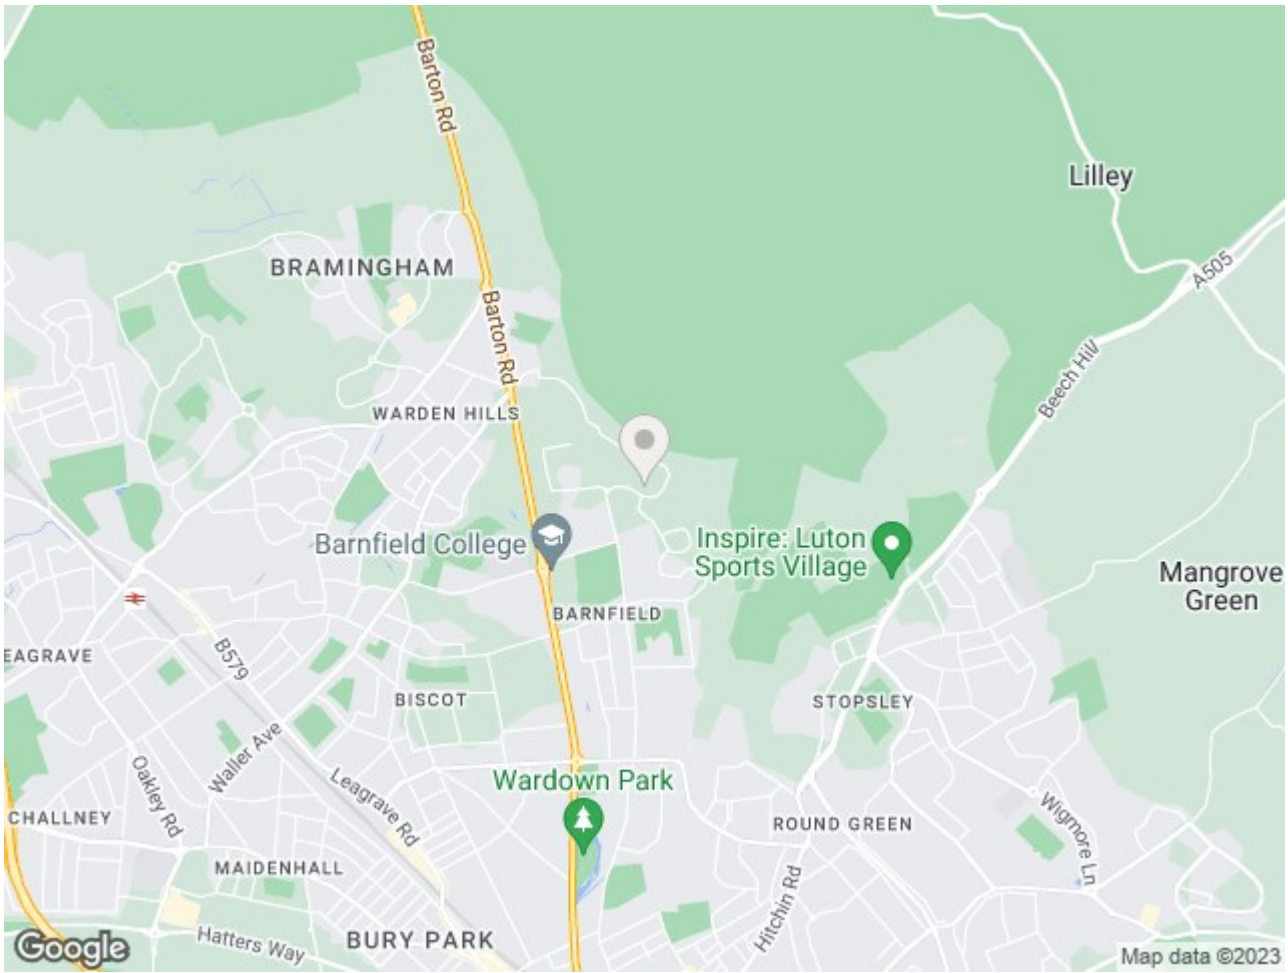 Barton Rd
Lilley
A505
BRAMINGHAM
Barton Rd
Beech Hill
WARDEN HILLS
Barnfield College
Inspire: Luton
Sports Village
Mangrove
Green
BARNFIELD
EAGRAVE
B579
BISCOT
STOPSLEY
Waller Ave
Oakley Rd
Leagrave Rd
Wardown Park
CHALLNEY
ROUND GREEN
Wigmore Ln
MAIDENHALL
Hitchin Rd
Hatters Way
BURY PARK
Google
Map data ©2023